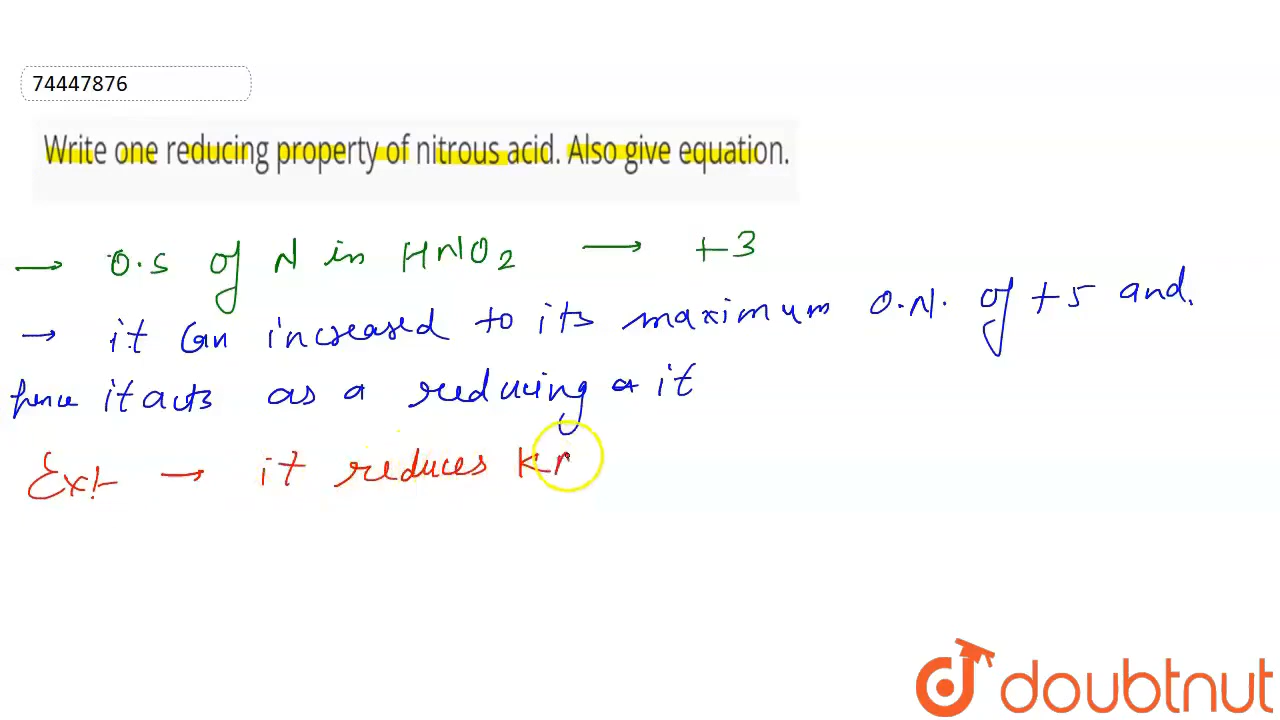 74447876
Write one reducing property of nitrous acid. Also give equation.
→ O.S of N in HNO2 → +3
→ it can increased to its maximum O.N. of +5 and
hence it acts as a reducing a it
Ex:- → it reduces K
doubtnut